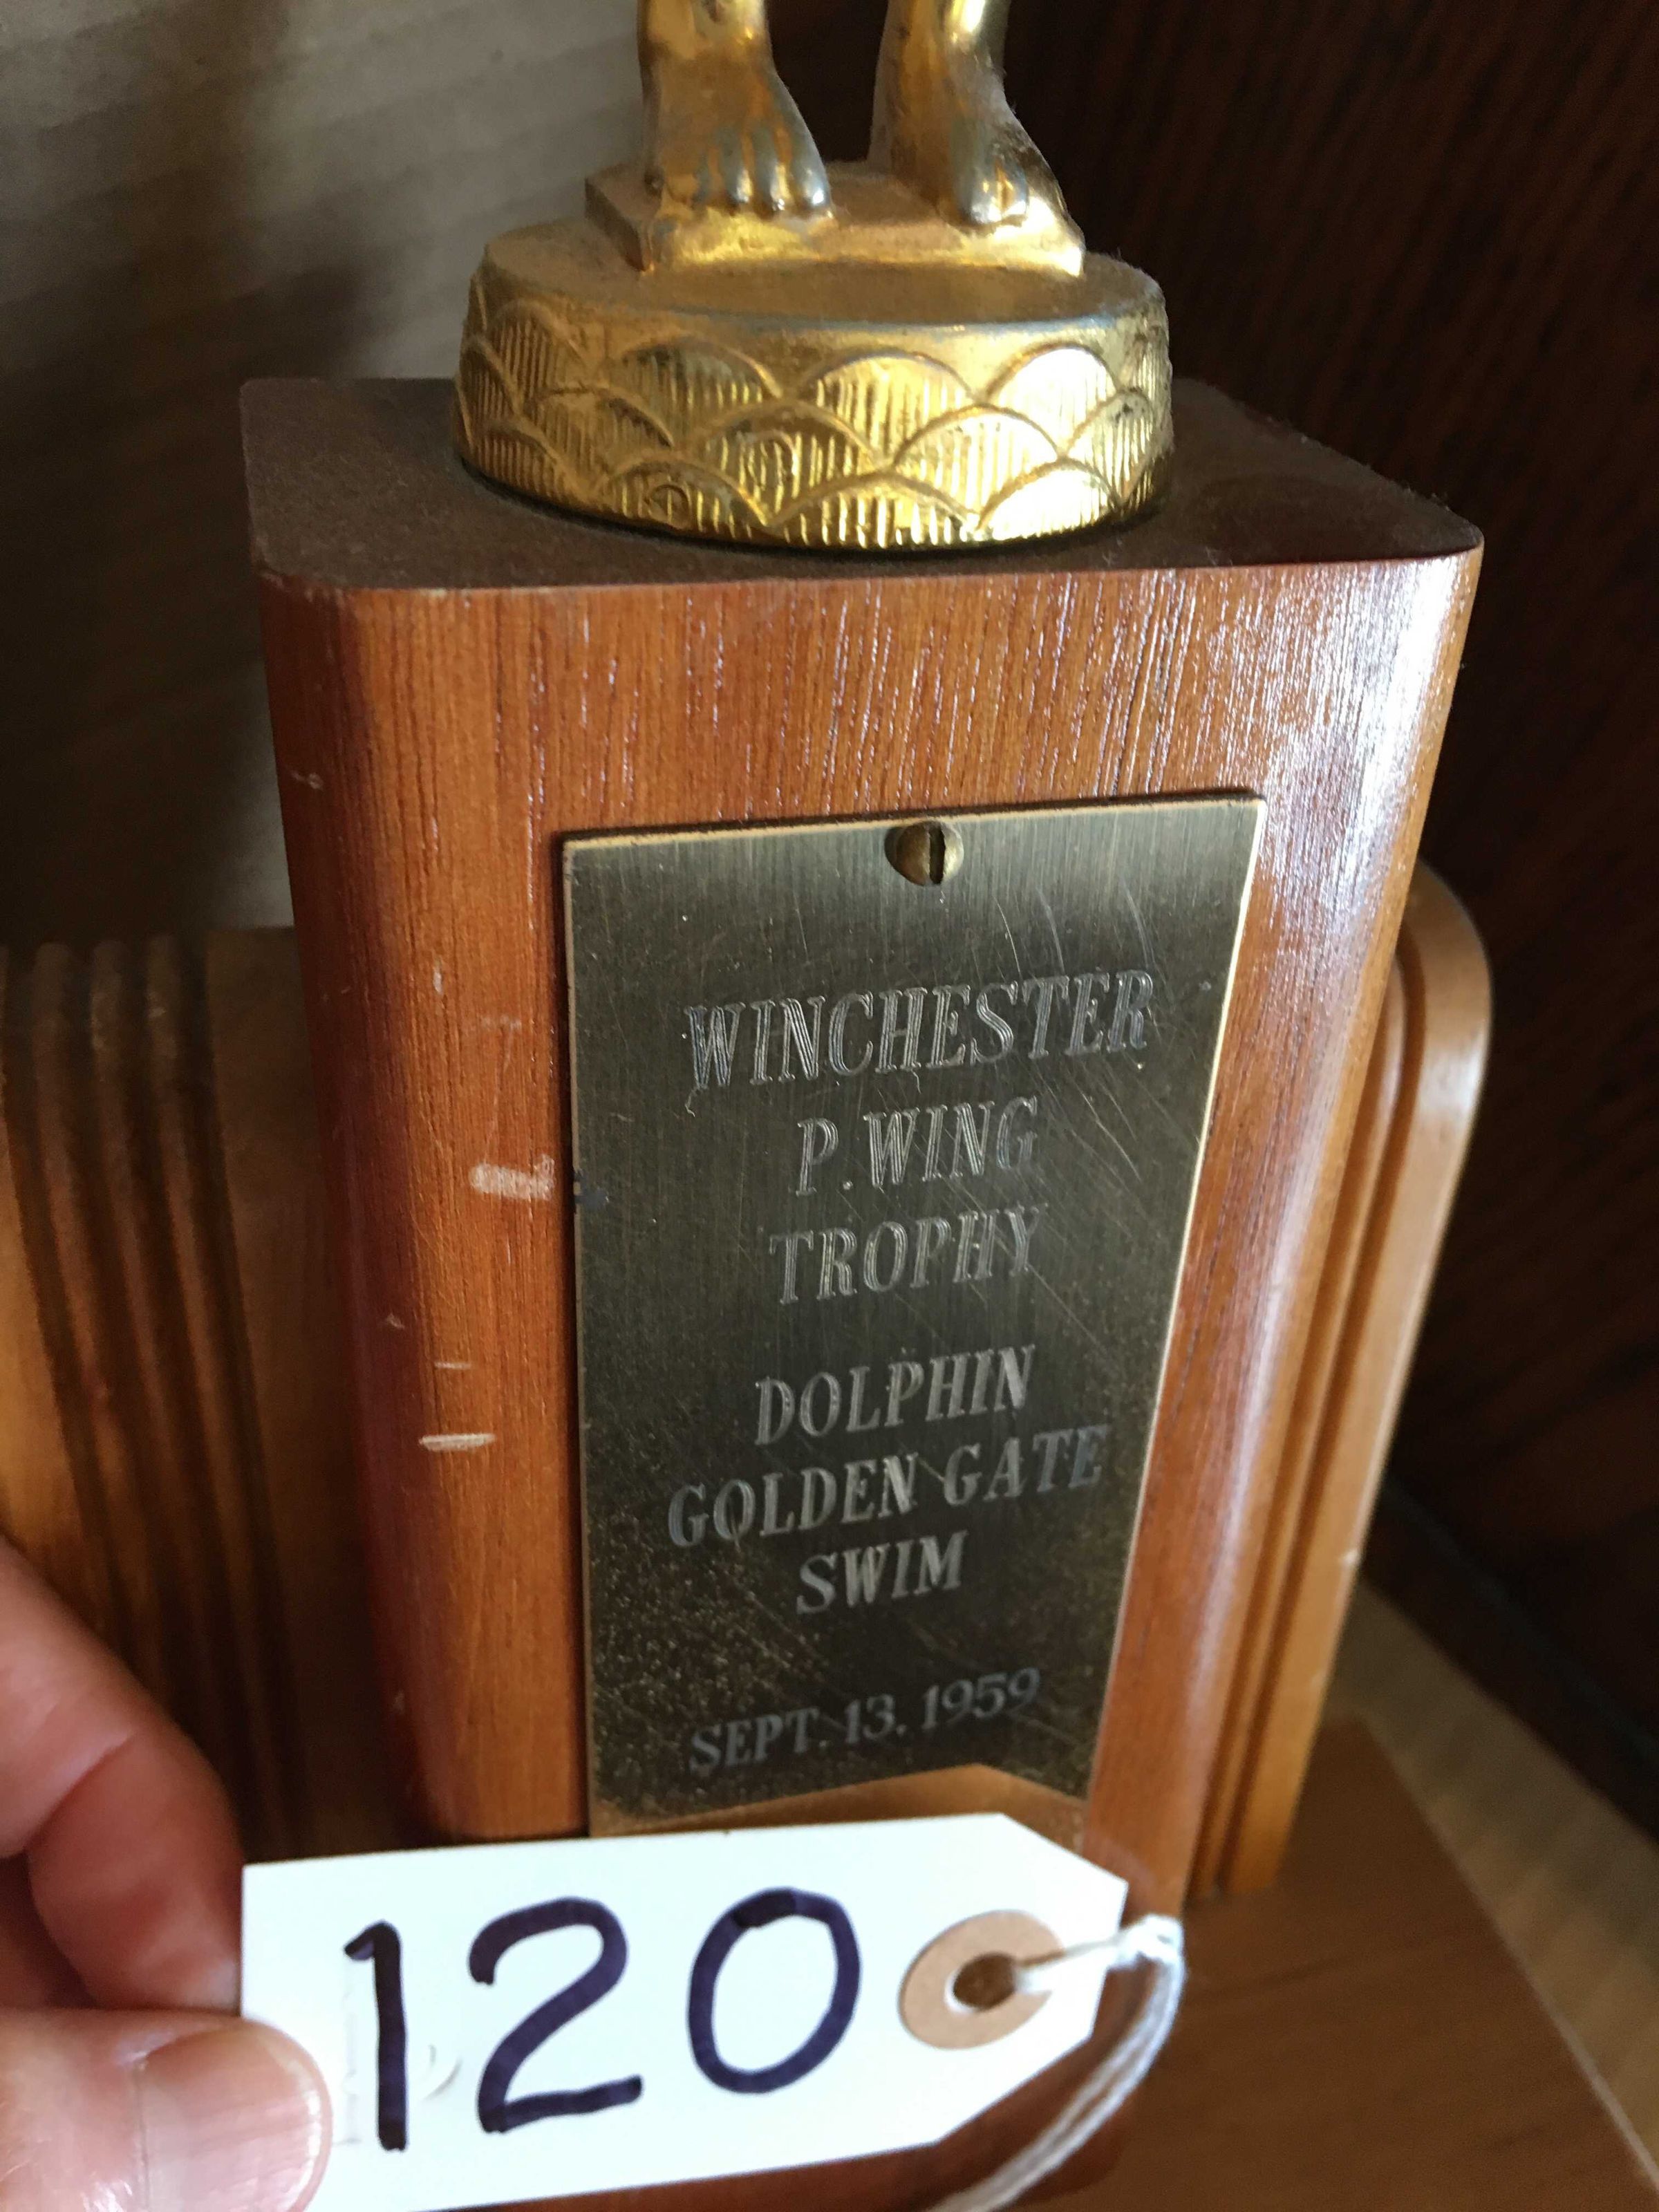 WINCHESTER
P. WING
TROPHY
DOLPHIN
GOLDEN GATE
SWIM
SEPT. 13. 1959
120